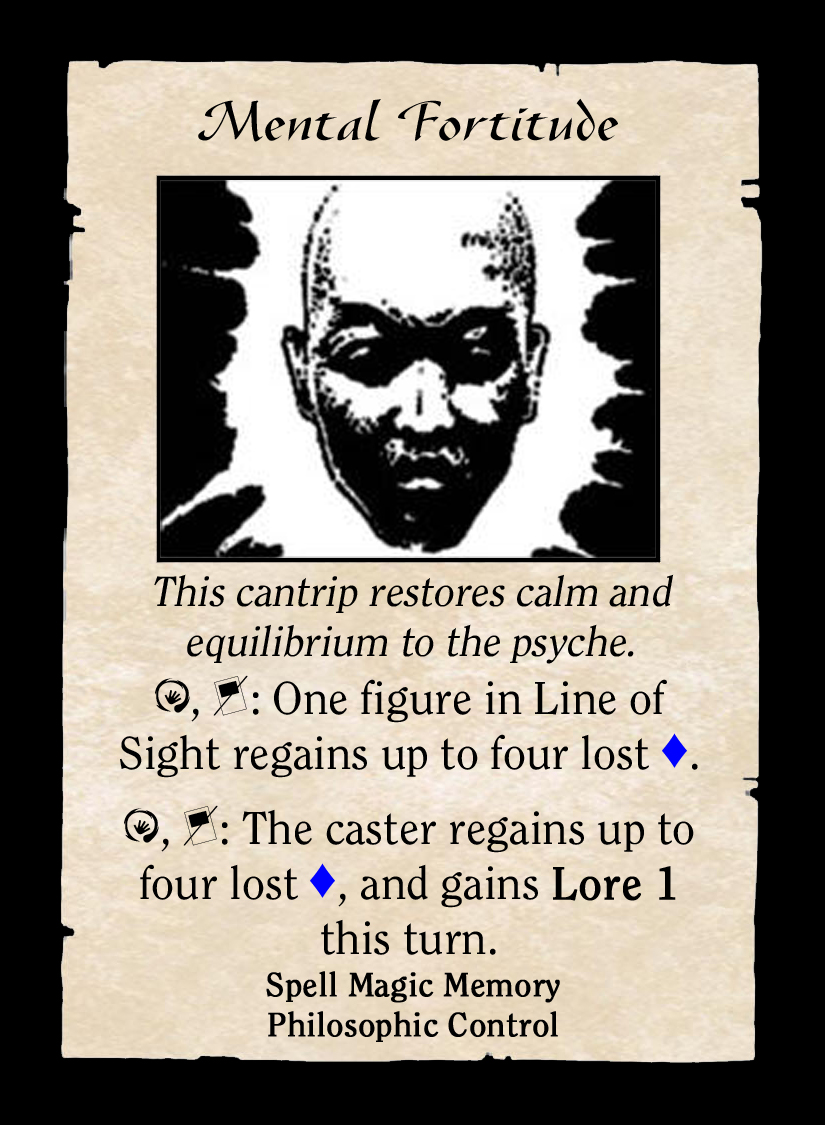 Mental Fortitude
This cantrip restores calm and
equilibrium to the psyche.
, : One figure in Line of
Sight regains up to four lost ♦.
, : The caster regains up to
four lost ♦, and gains Lore 1
this turn.
Spell Magic Memory
Philosophic Control